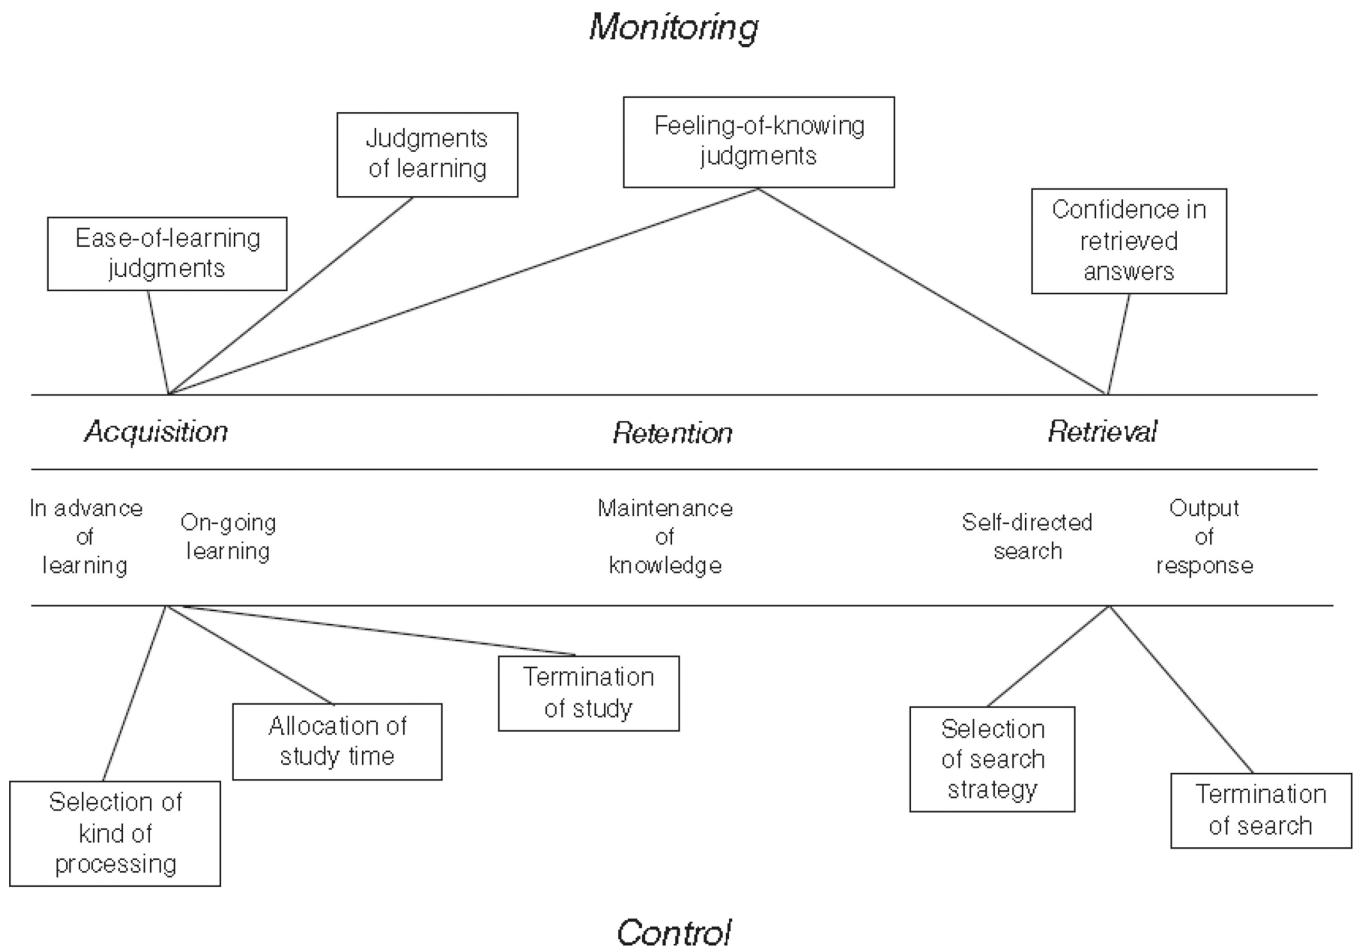 Monitoring
Judgments
of learning
Feeling-of-knowing
judgments
Ease-of-learning
judgments
Confidence in
retrieved
answers
Acquisition
Retention
Retrieval
In advance
of
learning
On-going
learning
Maintenance
of
knowledge
Self-directed
search
Output
of
response
Termination
of study
Allocation of
study time
Selection of
kind of
processing
Selection
of search
strategy
Termination
of search
Control